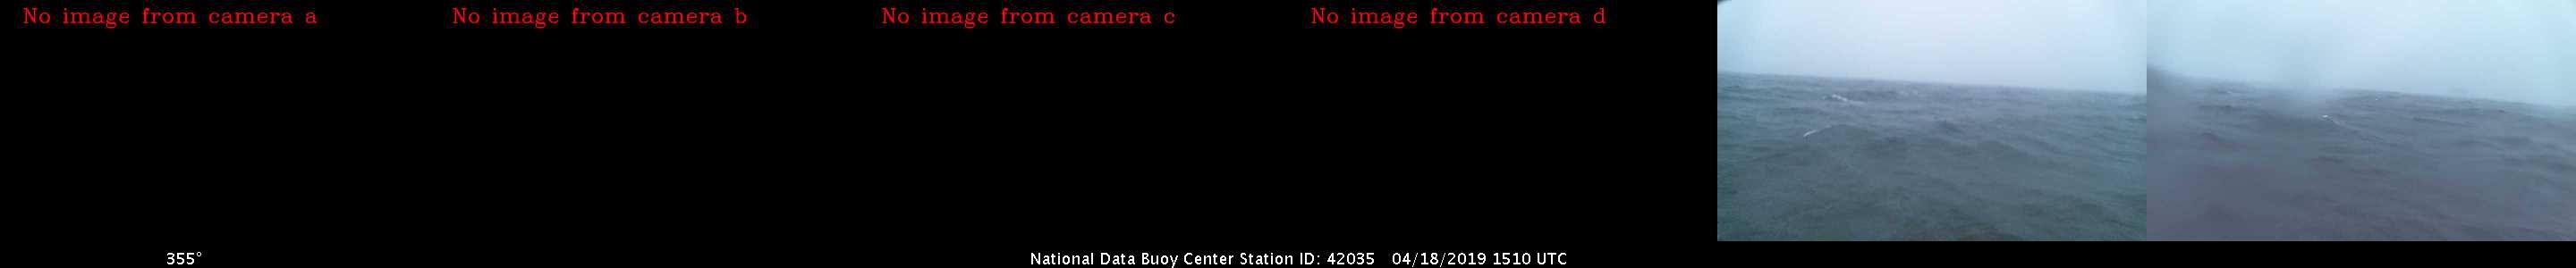 No image from camera a
No image from camera b
No image from camera c
No image from camera d
355°
National Data Buoy Center Station ID: 42035 04/18/2019 1510 UTC